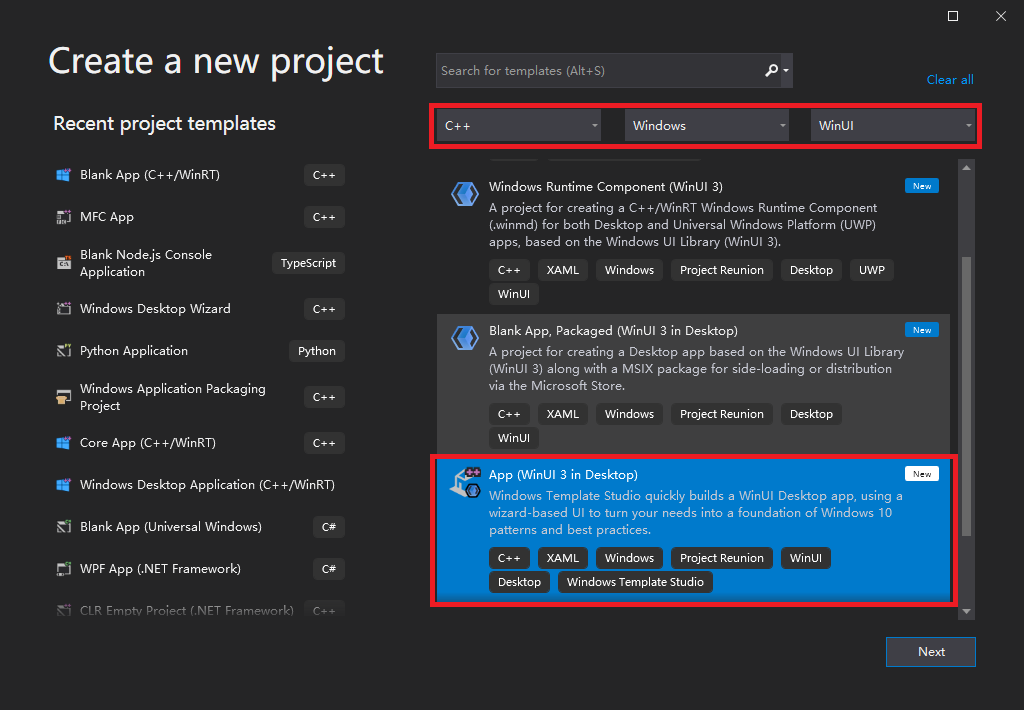 Create a new project
Search for templates (Alt+S)
Clear all
C++
Windows
WinUI
Recent project templates
Blank App (C++/WinRT)
C++
MFC App
C++
Blank Node.js Console
Application
TypeScript
Windows Desktop Wizard
C++
Python Application
Python
Windows Application Packaging
Project
C++
Core App (C++/WinRT)
C++
Windows Desktop Application (C++/WinRT)
Blank App (Universal Windows)
C#
WPF App (.NET Framework)
C#
CLR Empty Project (.NET Framework)
C++
Windows Runtime Component (WinUI 3)
New
A project for creating a C++/WinRT Windows Runtime Component
(.winmd) for both Desktop and Universal Windows Platform (UWP)
apps, based on the Windows UI Library (WinUI 3).
C++ XAML Windows Project Reunion Desktop UWP
WinUI
Blank App, Packaged (WinUI 3 in Desktop)
New
A project for creating a Desktop app based on the Windows UI Library
(WinUI 3) along with a MSIX package for side-loading or distribution
via the Microsoft Store.
C++ XAML Windows Project Reunion Desktop
WinUI
App (WinUI 3 in Desktop)
New
Windows Template Studio quickly builds a WinUI Desktop app, using a
wizard-based UI to turn your needs into a foundation of Windows 10
patterns and best practices.
C++ XAML Windows Project Reunion WinUI
Desktop Windows Template Studio
Next